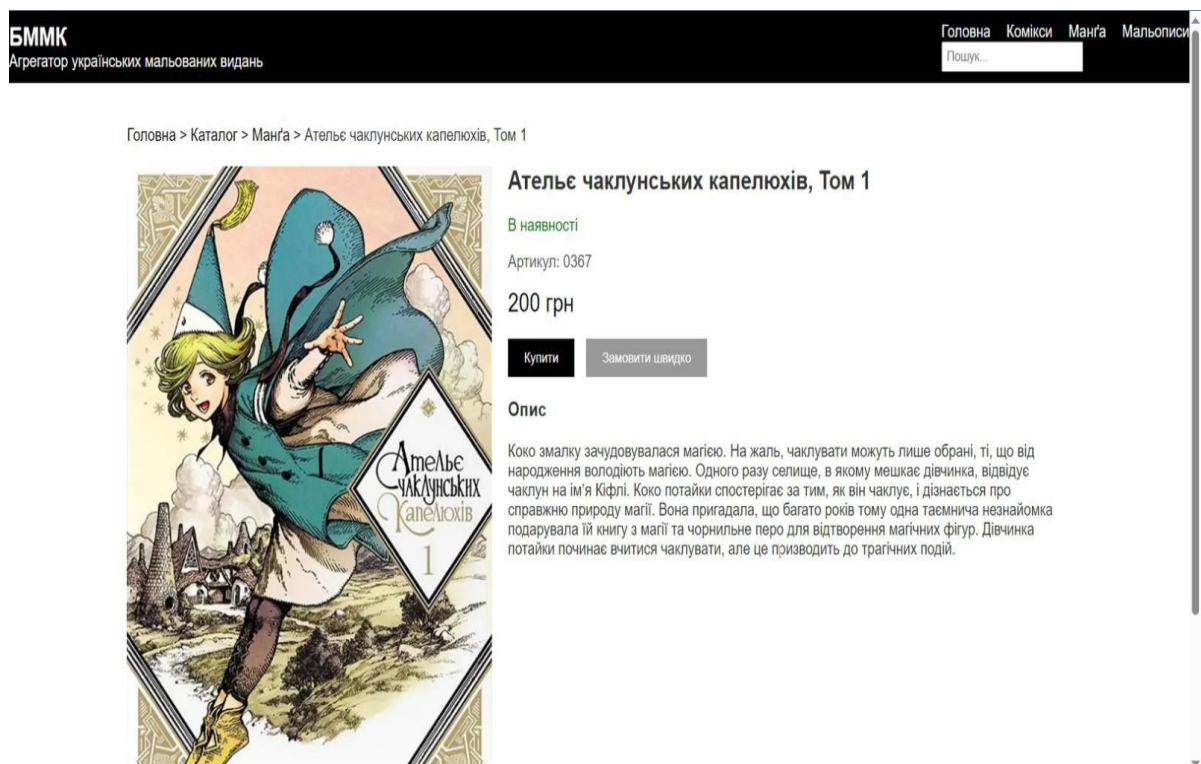 БММК
Агрегатор українських мальованих видань
Головна Комікси Манґа Мальописи
Пошук...
Головна > Каталог > Манґа > Ательє чаклунських капелюхів, Том 1
Ательє
чаклунських
Капелюхів
1
Ательє чаклунських капелюхів, Том 1
В наявності
Артикул: 0367
200 грн
Купити Замовити швидко
Опис
Коко змалку зачудовувалася магією. На жаль, чаклувати можуть лише обрані, ті, що від
народження володіють магією. Одного разу селище, в якому мешкає дівчинка, відвідує
чаклун на ім'я Кіфлі. Коко потайки спостерігає за тим, як він чаклує, і дізнається про
справжню природу магії. Вона пригадала, що багато років тому одна таємнича незнайомка
подарувала їй книгу з магії та чорнильне перо для відтворення магічних фігур. Дівчинка
потайки починає вчитися чаклувати, але це призводить до трагічних подій.